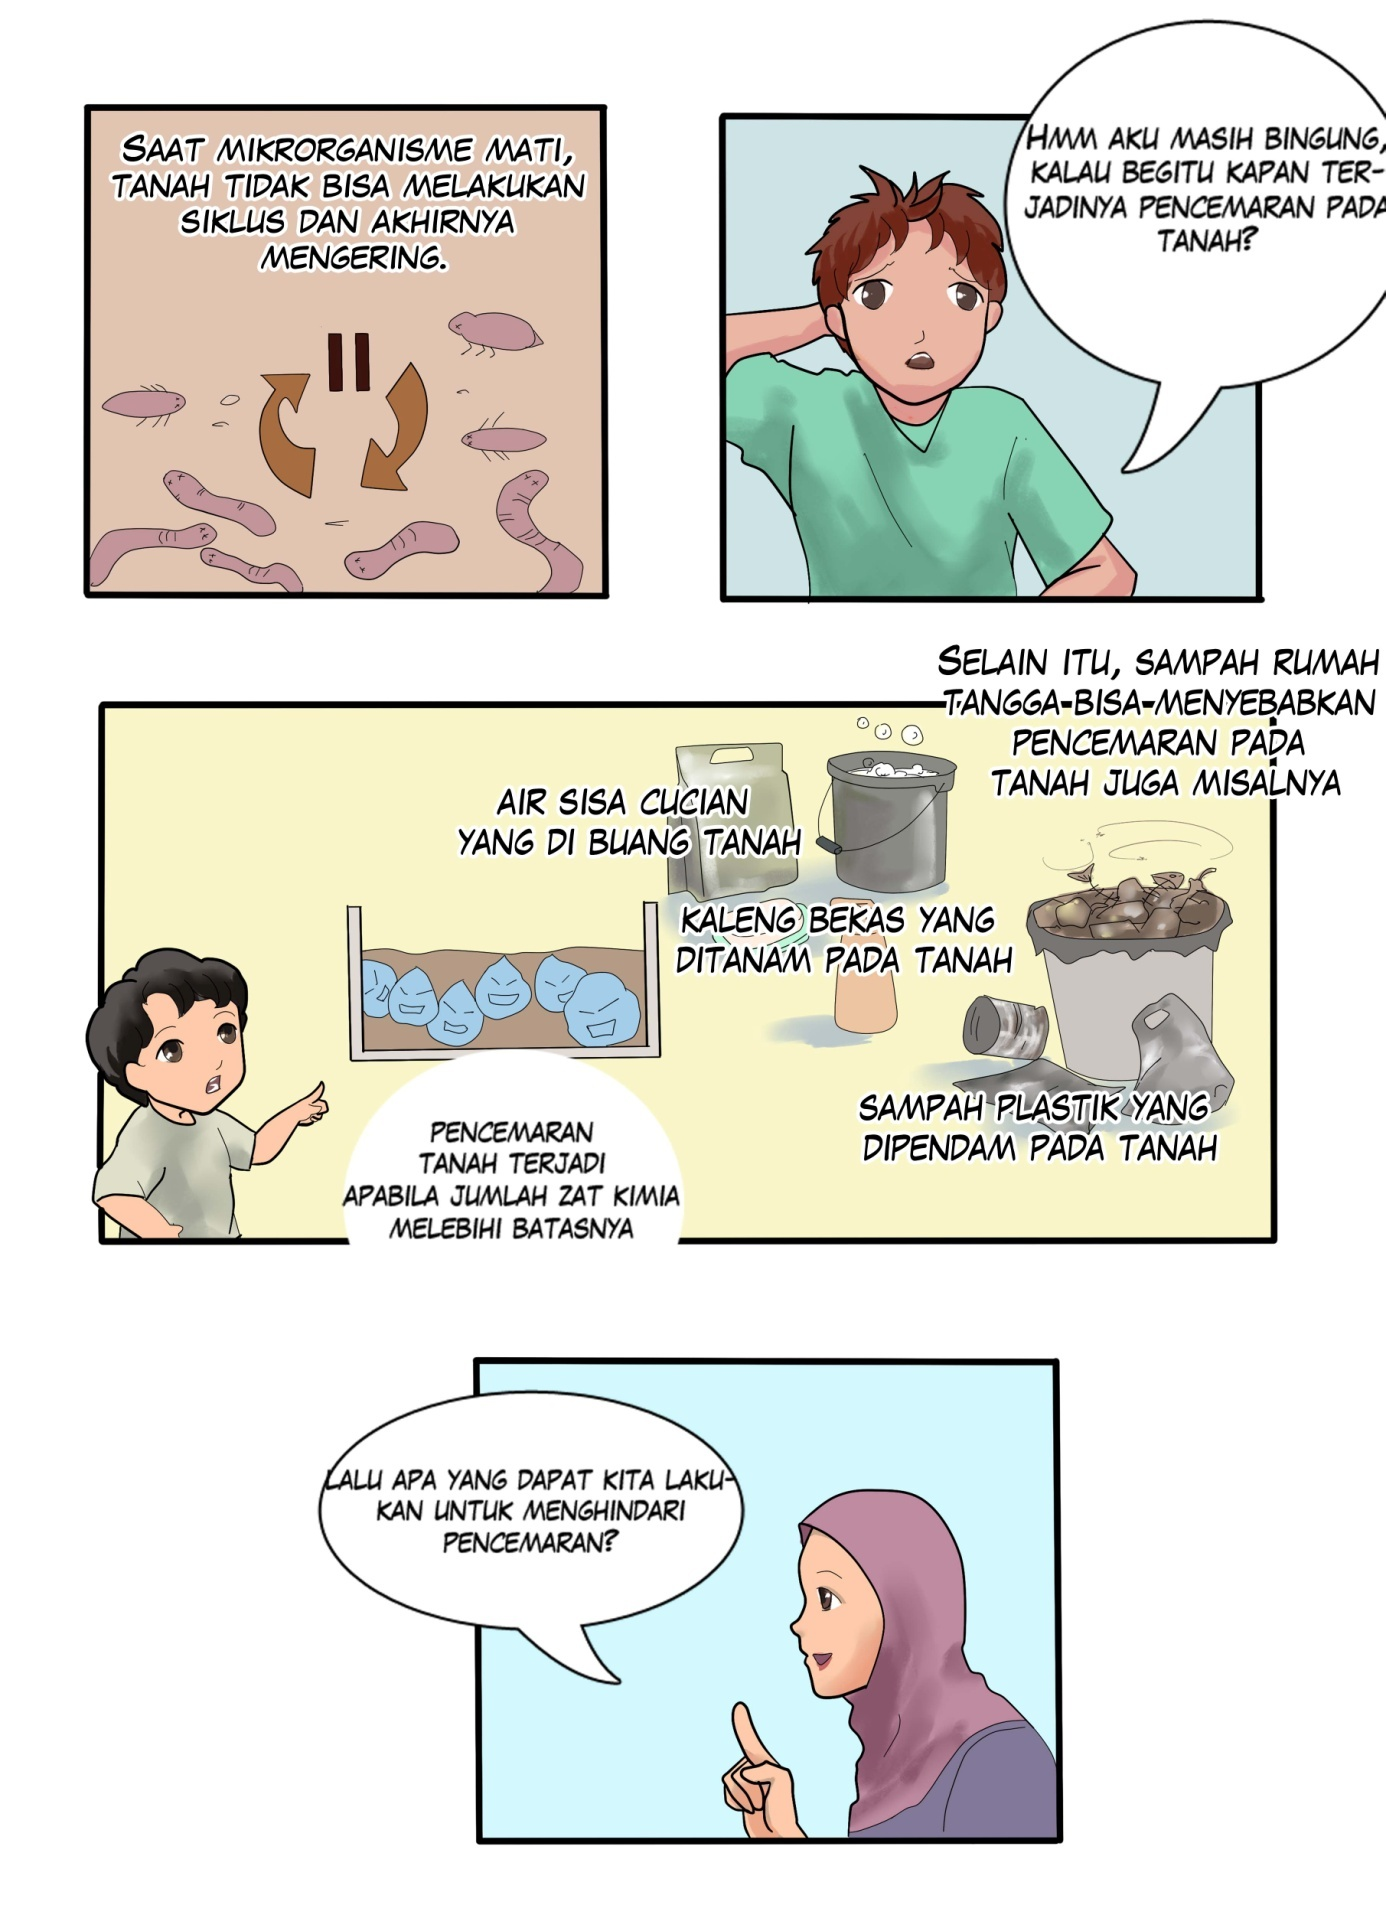 SAAT MIKRORGANISME MATI,
TANAH TIDAK BISA MELAKUKAN
SIKLUS DAN AKHIRNYA
MENGERING.
HMM AKU MASIH BINGUNG,
KALAU BEGITU KAPAN TER-
JADINYA PENCEMARAN PADA
TANAH?
PENCEMARAN
TANAH TERJADI
APABILA JUMLAH ZAT KIMIA
MELEBIHI BATASNYA
SELAIN ITU, SAMPAH RUMAH
TANGGA BISA MENYEBABKAN
PENCEMARAN PADA
TANAH JUGA MISALNYA
AIR SISA CUCIAN
YANG DI BUANG TANAH
KALENG BEKAS YANG
DITANAM PADA TANAH
SAMPAH PLASTIK YANG
DIPENDAM PADA TANAH
LALU APA YANG DAPAT KITA LAKU-
KAN UNTUK MENGHINDARI
PENCEMARAN?